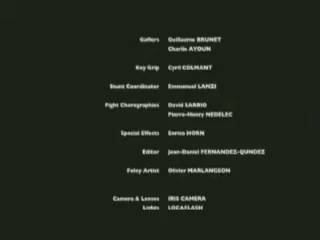 Gaffers Guillaume BRUNET
Charlie AYOUN
Key Grip Cyril COLMANT
Stunt Coordinator Emmanuel LANZI
Fight Choregraphies David SARRIO
Pierre-Henry NEDELEC
Special Effects Enrico HORN
Editor Jean-Daniel FERNANDEZ-QUNDEZ
Foley Artist Olivier MARLANGEON
Camera & Lenses IRIS CAMERA
Lights LOCAFLASH